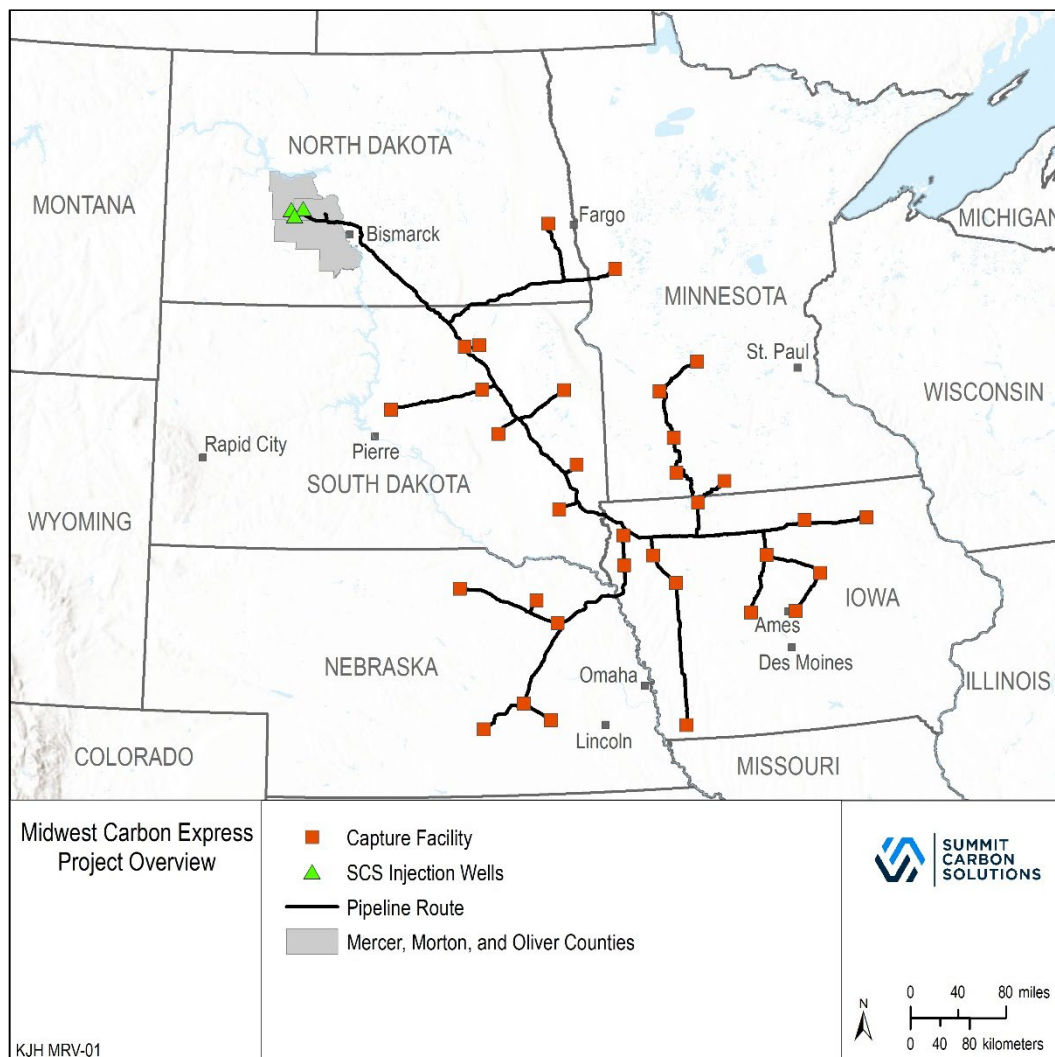 NORTH DAKOTA
MONTANA
Fargo
MICHIGAN
Bismarck
MINNESOTA
St. Paul
WISCONSIN
Rapid City
Pierre
SOUTH DAKOTA
WYOMING
IOWA
Ames
NEBRASKA
Des Moines
Omaha
ILLINOIS
Lincoln
COLORADO
MISSOURI
Midwest Carbon Express
Project Overview
Capture Facility
SCS Injection Wells
Pipeline Route
Mercer, Morton, and Oliver Counties
SUMMIT
CARBON
SOLUTIONS
N
0 40 80 miles
0 40 80 kilometers
KJH MRV-01